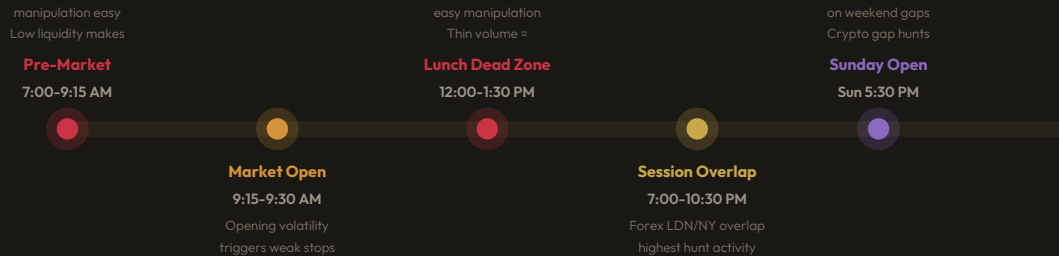 manipulation easy
Low liquidity makes
Pre-Market
7:00-9:15 AM
Market Open
9:15-9:30 AM
Opening volatility
triggers weak stops
easy manipulation
Thin volume =
Lunch Dead Zone
12:00-1:30 PM
Session Overlap
7:00-10:30 PM
Forex LDN/NY overlap
highest hunt activity
on weekend gaps
Crypto gap hunts
Sunday Open
Sun 5:30 PM